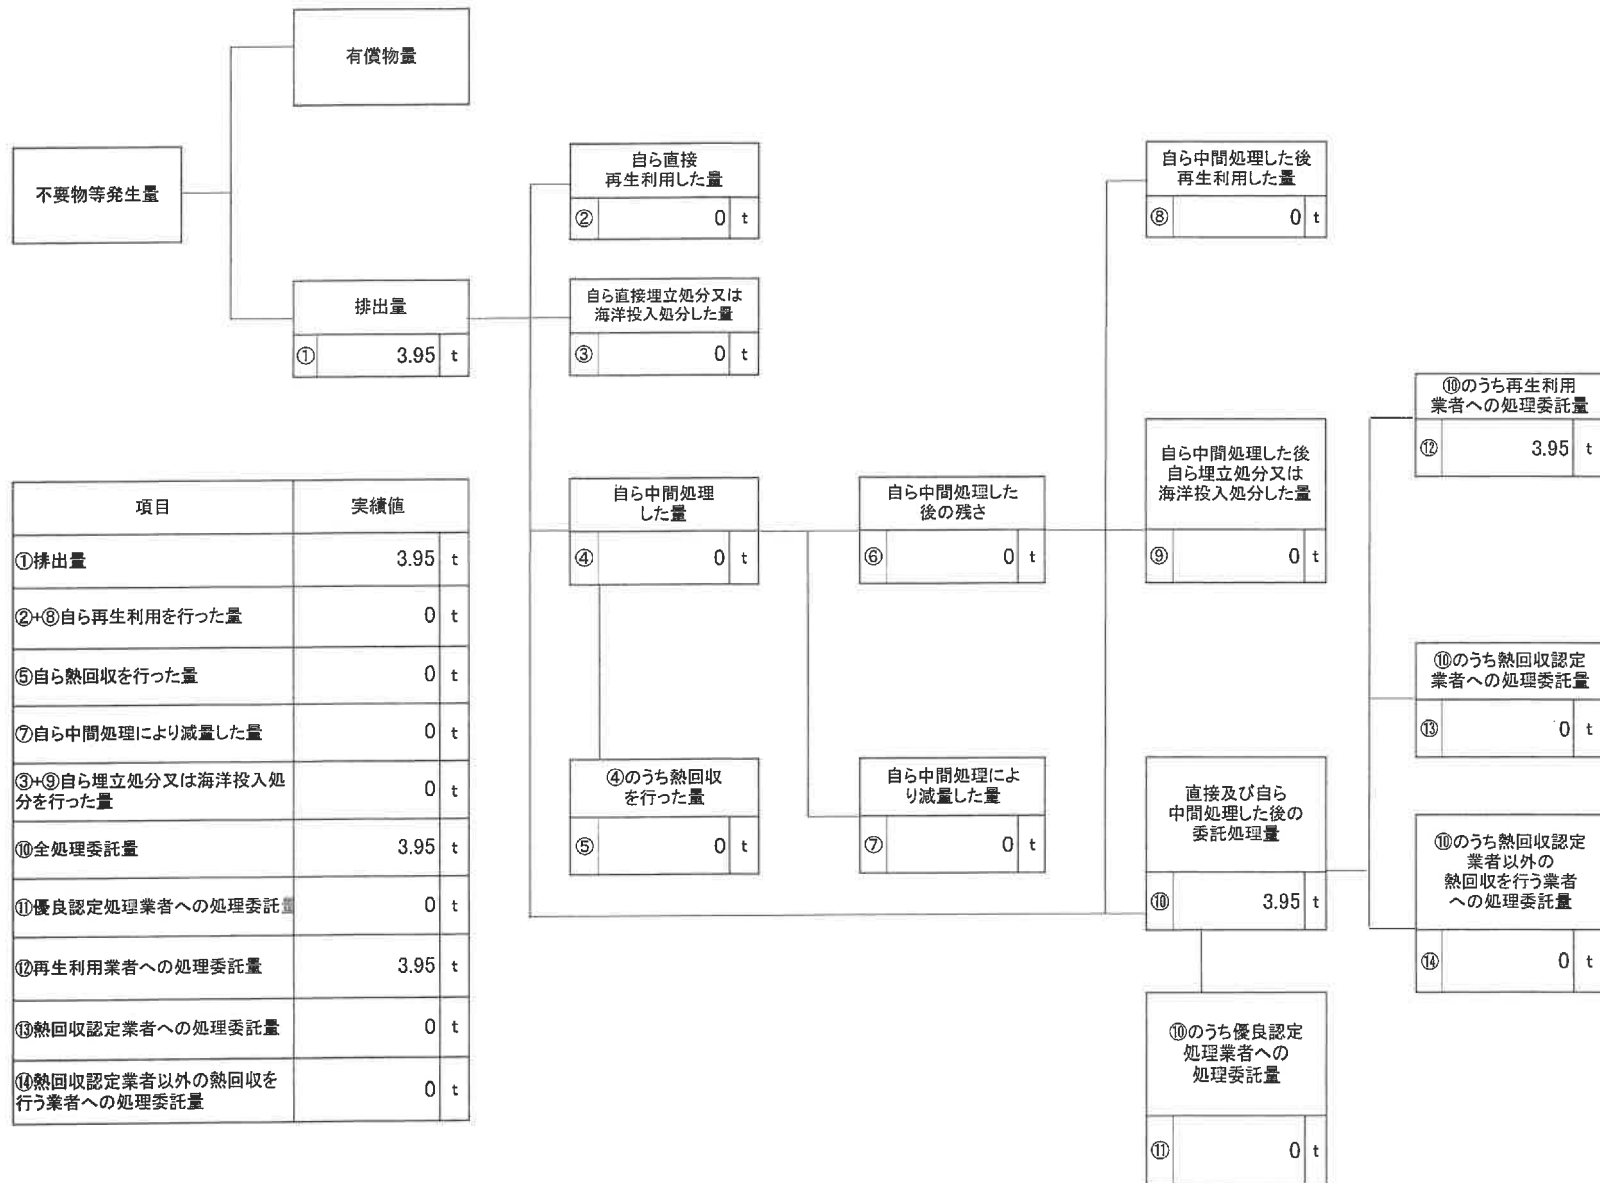 有償物量
不要物等発生量
排出量
① 3.95 t
自ら直接
再生利用した量
② 0 t
自ら直接埋立処分又は
海洋投入処分した量
③ 0 t
自ら中間処理
した量
④ 0 t
④のうち熱回収
を行った量
⑤ 0 t
自ら中間処理した
後の残さ
⑥ 0 t
自ら中間処理によ
り減量した量
⑦ 0 t
自ら中間処理した後
再生利用した量
⑧ 0 t
自ら中間処理した後
自ら埋立処分又は
海洋投入処分した量
⑨ 0 t
直接及び自ら
中間処理した後の
委託処理量
⑩ 3.95 t
⑩のうち優良認定
処理業者への
処理委託量
⑪ 0 t
⑩のうち再生利用
業者への処理委託量
⑫ 3.95 t
⑩のうち熱回収認定
業者への処理委託量
⑬ 0 t
⑩のうち熱回収認定
業者以外の
熱回収を行う業者
への処理委託量
⑭ 0 t
項目 実績値
①排出量 3.95 t
②+⑧自ら再生利用を行った量 0 t
⑤自ら熱回収を行った量 0 t
⑦自ら中間処理により減量した量 0 t
③+⑨自ら埋立処分又は海洋投入処
分を行った量 0 t
⑩全処理委託量 3.95 t
⑪優良認定処理業者への処理委託量 0 t
⑫再生利用業者への処理委託量 3.95 t
⑬熱回収認定業者への処理委託量 0 t
⑭熱回収認定業者以外の熱回収を
行う業者への処理委託量 0 t